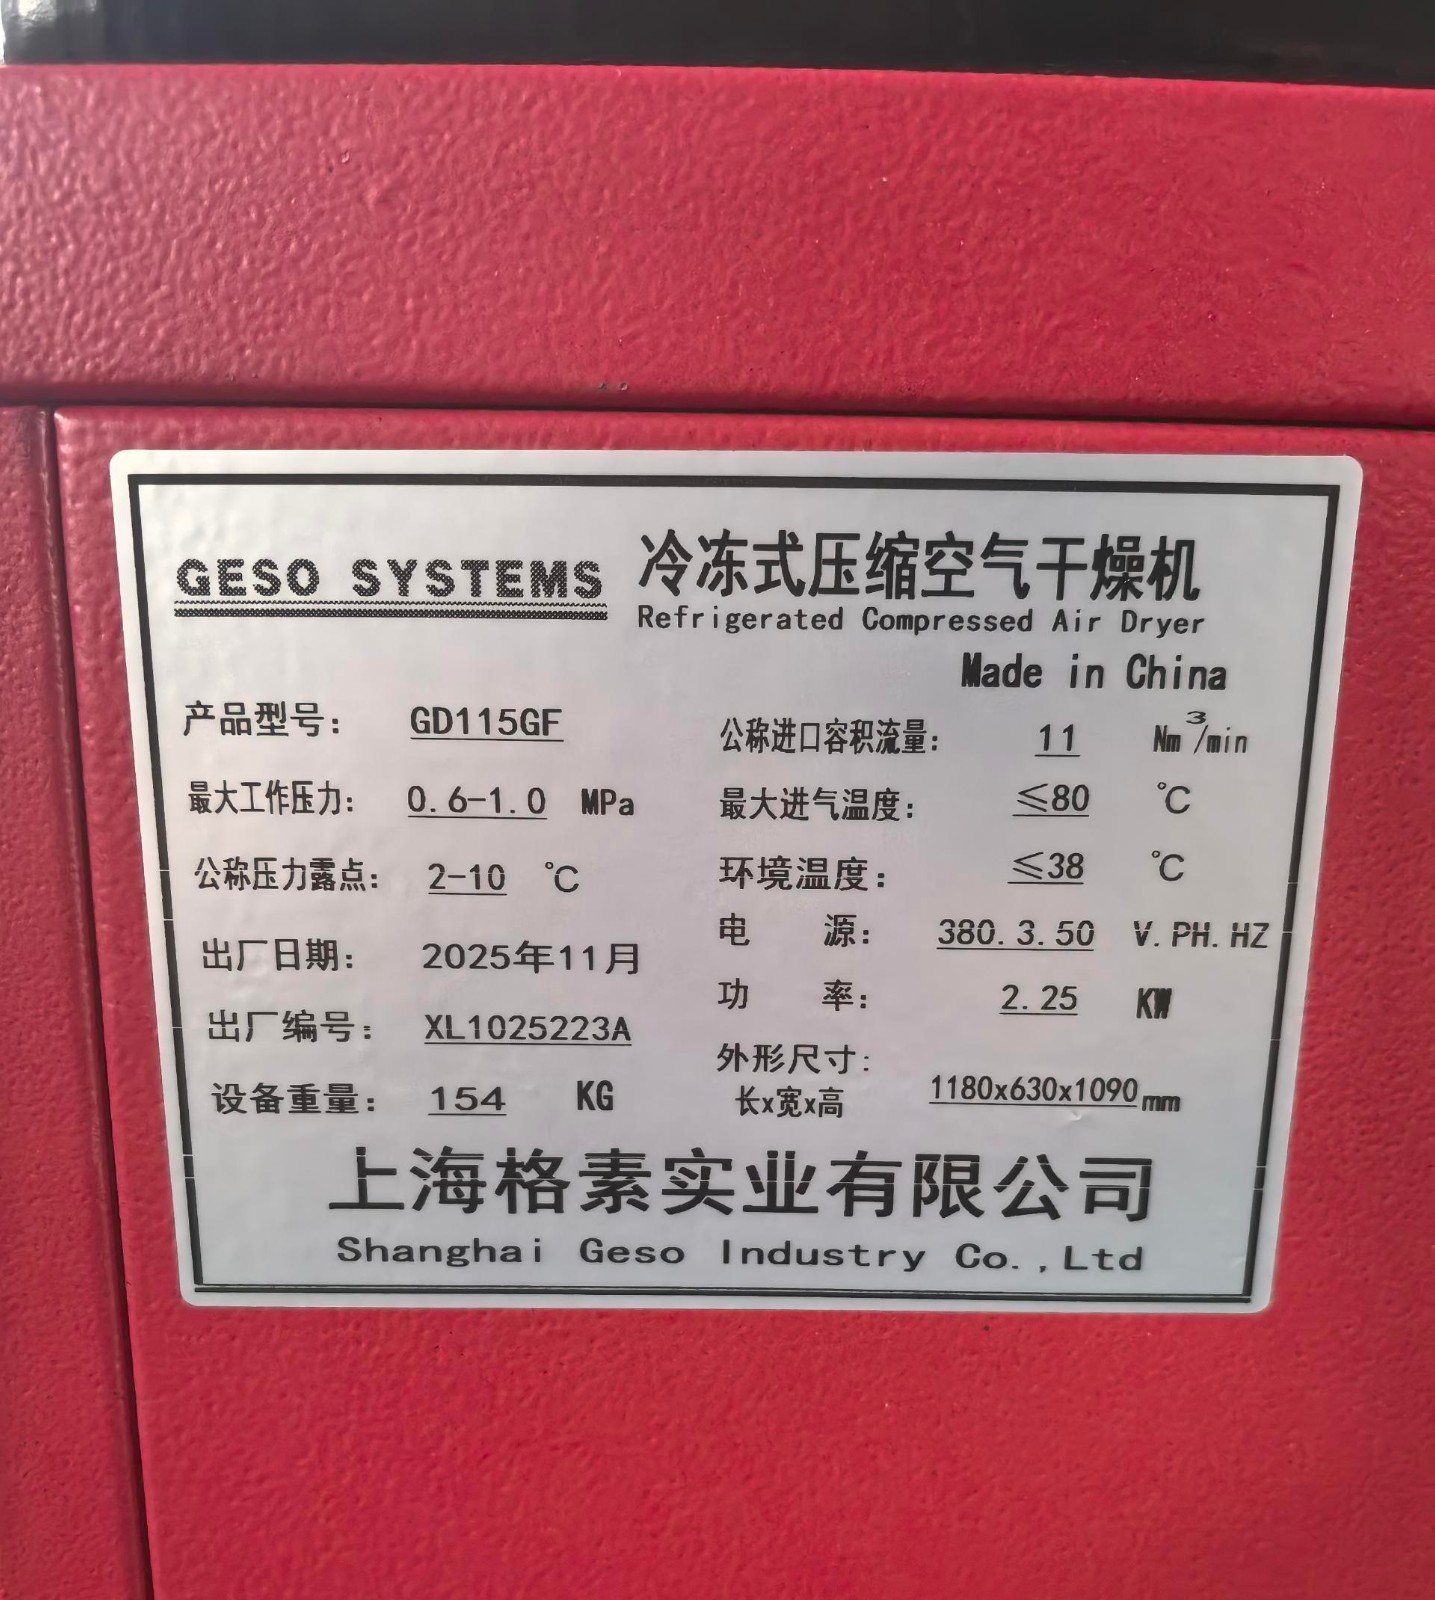 GESO SYSTEMS
冷冻式压缩空气干燥机
Refrigerated Compressed Air Dryer
Made in China
产品型号: GD115GF
公称进口容积流量: 11 Nm³/min
最大工作压力: 0.6-1.0 MPa
最大进气温度: ≤80 ℃
公称压力露点: 2-10 ℃
环境温度: ≤38 ℃
出厂日期: 2025年11月
电 源: 380.3.50 V.PH.HZ
出厂编号: XL1025223A
功 率: 2.25 KW
设备重量: 154 KG
外形尺寸:
长x宽x高 1180x630x1090mm
上海格素实业有限公司
Shanghai Geso Industry Co.,Ltd